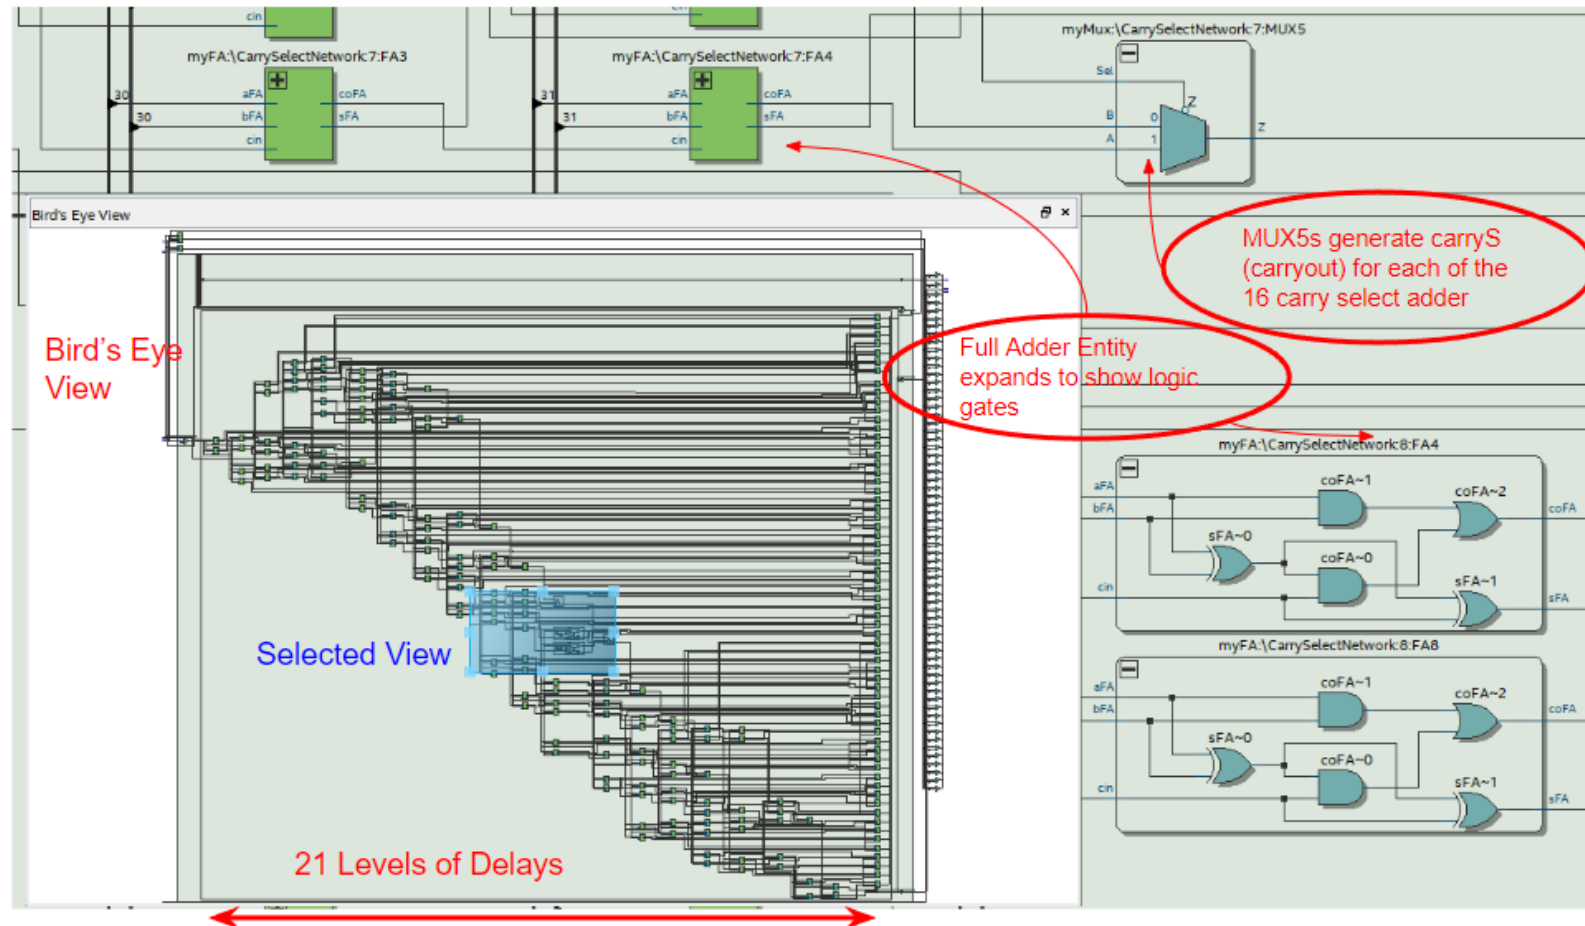 cin
cin
myFA:\CarrySelectNetwork:7:FA3
myFA:\CarrySelectNetwork:7:FA4
myMux:\CarrySelectNetwork:7:MUX5
30
aFA
coFA
30
bFA
sFA
cin
31
aFA
coFA
31
bFA
sFA
cin
Sel
Z
B
0
A
1
Z
Bird's Eye View
MUX5s generate carryS
(carryout) for each of the
16 carry select adder
Bird's Eye
View
Full Adder Entity
expands to show logic
gates
Selected View
21 Levels of Delays
myFA:\CarrySelectNetwork:8:FA4
aFA
bFA
cin
coFA~1
coFA~2
sFA~0
coFA~0
sFA~1
coFA
sFA
myFA:\CarrySelectNetwork:8:FA8
aFA
bFA
cin
coFA~1
coFA~2
sFA~0
coFA~0
sFA~1
coFA
sFA